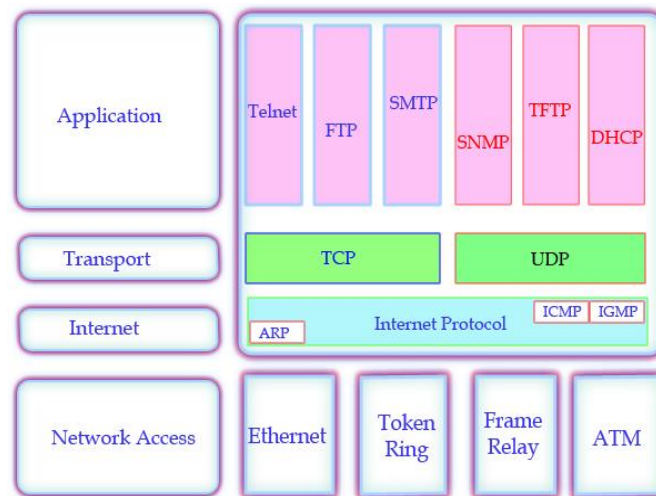 Application
Telnet
FTP
SMTP
SNMP
TFTP
DHCP
Transport
TCP
UDP
Internet
ARP
Internet Protocol
ICMP
IGMP
Network Access
Ethernet
Token
Ring
Frame
Relay
ATM